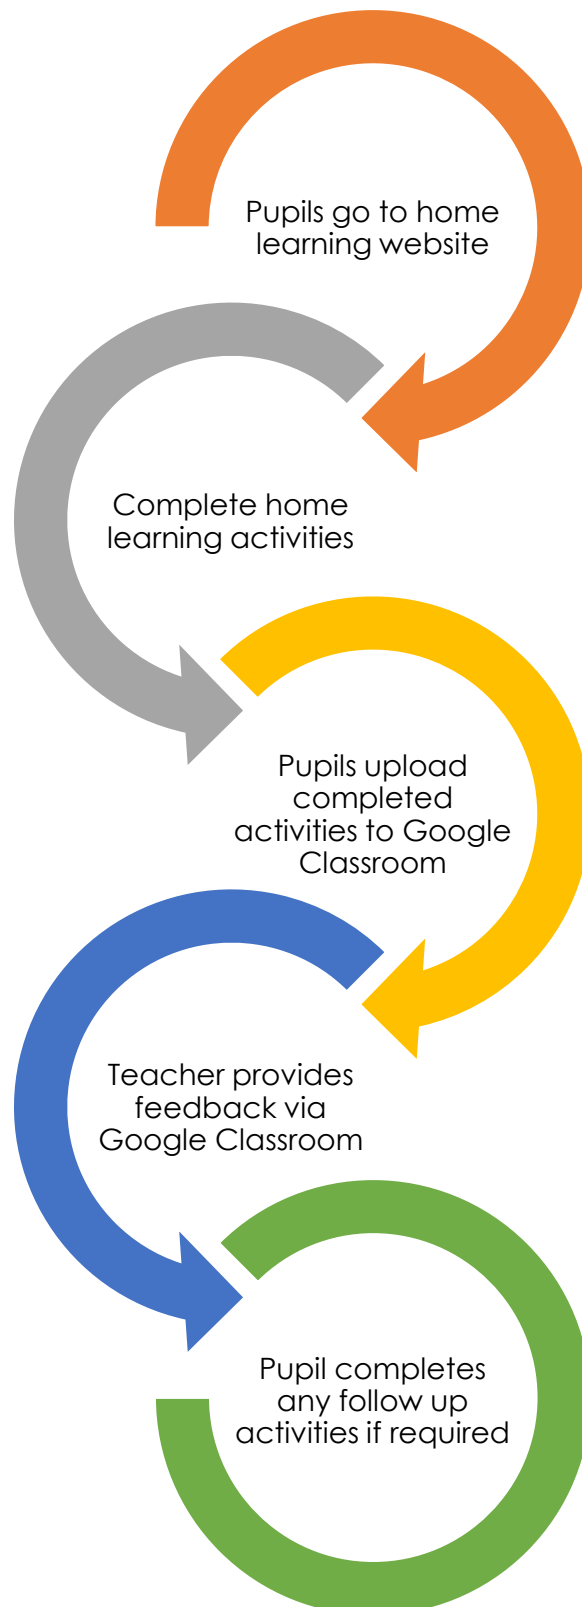 Pupils go to home
learning website
Complete home
learning activities
Pupils upload
completed
activities to Google
Classroom
Teacher provides
feedback via
Google Classroom
Pupil completes
any follow up
activities if required